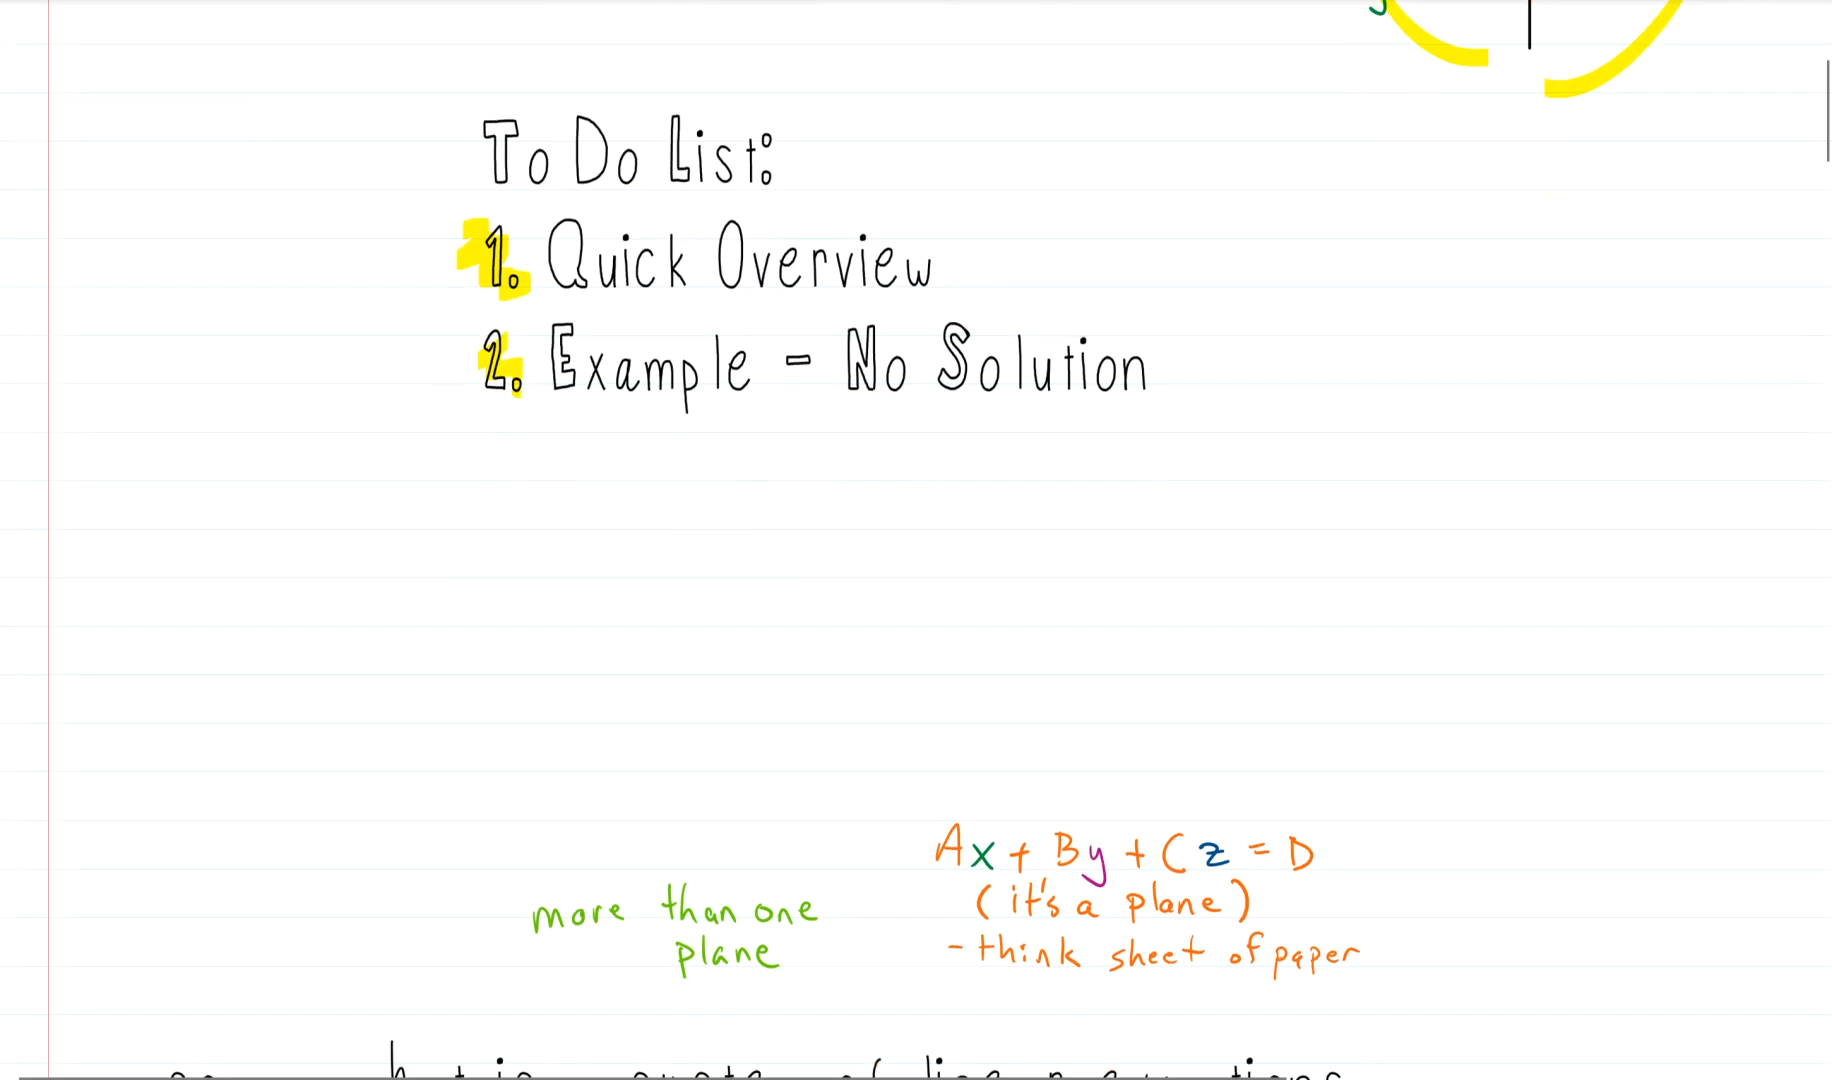 To Do List:
1. Quick Overview
2. Example - No Solution
Ax + By + Cz = D
(it's a plane)
- think sheet of paper
more than one
plane